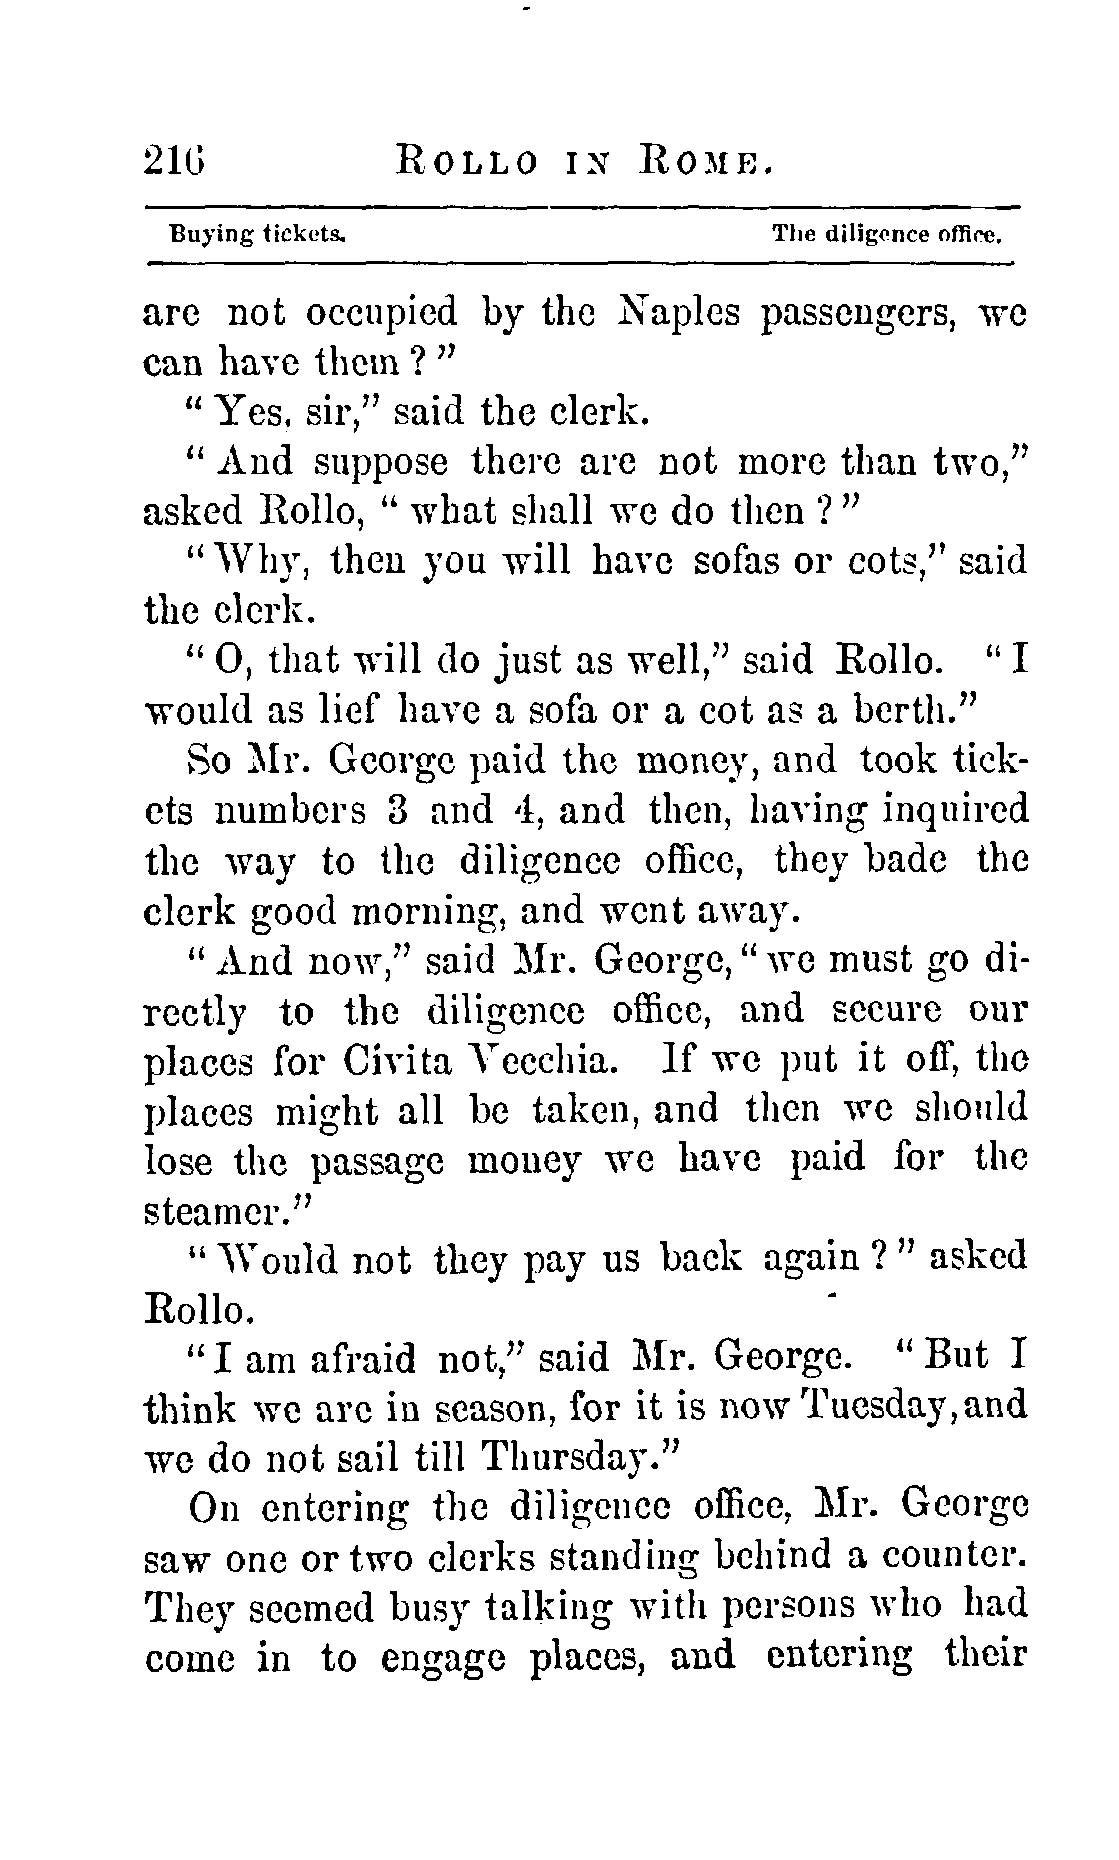 216 ROLLO IN ROME.
Buying tickets. The diligence office.
are not occupied by the Naples passengers, we
can have them ? "
" Yes, sir," said the clerk.
" And suppose there are not more than two,"
asked Rollo, " what shall we do then ? "
" Why, then you will have sofas or cots," said
the clerk.
" O, that will do just as well," said Rollo. " I
would as lief have a sofa or a cot as a berth."
So Mr. George paid the money, and took tick-
ets numbers 3 and 4, and then, having inquired
the way to the diligence office, they bade the
clerk good morning, and went away.
" And now," said Mr. George, " we must go di-
rectly to the diligence office, and secure our
places for Civita Vecchia. If we put it off, the
places might all be taken, and then we should
lose the passage money we have paid for the
steamer."
" Would not they pay us back again ? " asked
Rollo.
" I am afraid not," said Mr. George. " But I
think we are in season, for it is now Tuesday, and
we do not sail till Thursday."
On entering the diligence office, Mr. George
saw one or two clerks standing behind a counter.
They seemed busy talking with persons who had
come in to engage places, and entering their